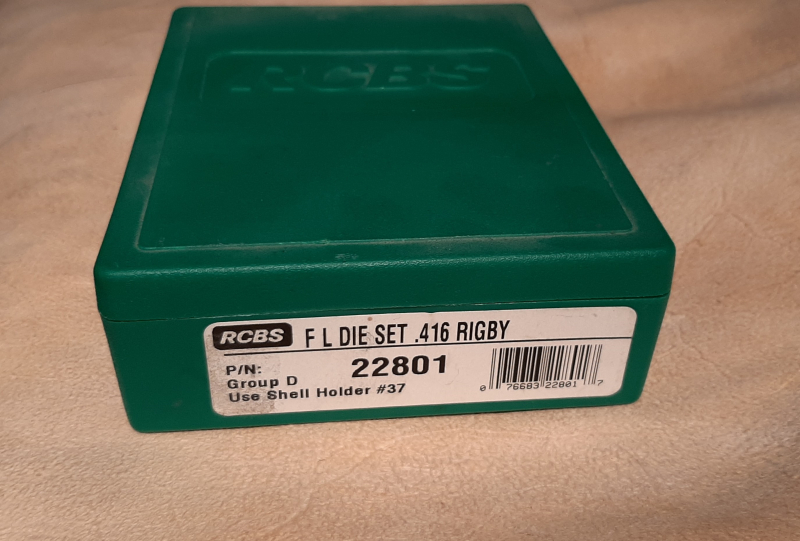 RCBS
RCBS F L DIE SET .416 RIGBY
P/N: 22801
Group D
Use Shell Holder #37
0 76683 22801 7